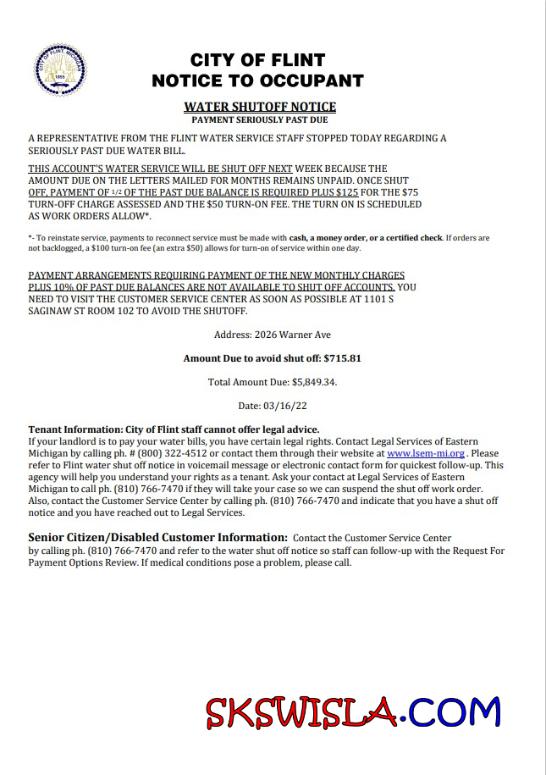 CITY OF FLINT
NOTICE TO OCCUPANT
WATER SHUTOFF NOTICE
PAYMENT SERIOUSLY PAST DUE
A REPRESENTATIVE FROM THE FLINT WATER SERVICE STAFF STOPPED TODAY REGARDING A
SERIOUSLY PAST DUE WATER BILL.
THIS ACCOUNT'S WATER SERVICE WILL BE SHUT OFF NEXT WEEK BECAUSE THE
AMOUNT DUE ON THE LETTERS MAILED FOR MONTHS REMAINS UNPAID. ONCE SHUT
OFF, PAYMENT OF 1/2 OF THE PAST DUE BALANCE IS REQUIRED PLUS $125 FOR THE $75
TURN-OFF CHARGE ASSESSED AND THE $50 TURN-ON FEE. THE TURN ON IS SCHEDULED
AS WORK ORDERS ALLOW*.
*- To reinstate service, payments to reconnect service must be made with cash, a money order, or a certified check. If orders are
not backlogged, a $100 turn-on fee (an extra $50) allows for turn-on of service within one day.
PAYMENT ARRANGEMENTS REQUIRING PAYMENT OF THE NEW MONTHLY CHARGES
PLUS 10% OF PAST DUE BALANCES ARE NOT AVAILABLE TO SHUT OFF ACCOUNTS. YOU
NEED TO VISIT THE CUSTOMER SERVICE CENTER AS SOON AS POSSIBLE AT 1101 S
SAGINAW ST ROOM 102 TO AVOID THE SHUTOFF.
Address: 2026 Warner Ave
Amount Due to avoid shut off: $715.81
Total Amount Due: $5,849.34.
Date: 03/16/22
Tenant Information: City of Flint staff cannot offer legal advice.
If your landlord is to pay your water bills, you have certain legal rights. Contact Legal Services of Eastern
Michigan by calling ph. # (800) 322-4512 or contact them through their website at www.lsem-mi.org . Please
refer to Flint water shut off notice in voicemail message or electronic contact form for quickest follow-up. This
agency will help you understand your rights as a tenant. Ask your contact at Legal Services of Eastern
Michigan to call ph. (810) 766-7470 if they will take your case so we can suspend the shut off work order.
Also, contact the Customer Service Center by calling ph. (810) 766-7470 and indicate that you have a shut off
notice and you have reached out to Legal Services.
Senior Citizen/Disabled Customer Information: Contact the Customer Service Center
by calling ph. (810) 766-7470 and refer to the water shut off notice so staff can follow-up with the Request For
Payment Options Review. If medical conditions pose a problem, please call.
SKSWISLA.COM